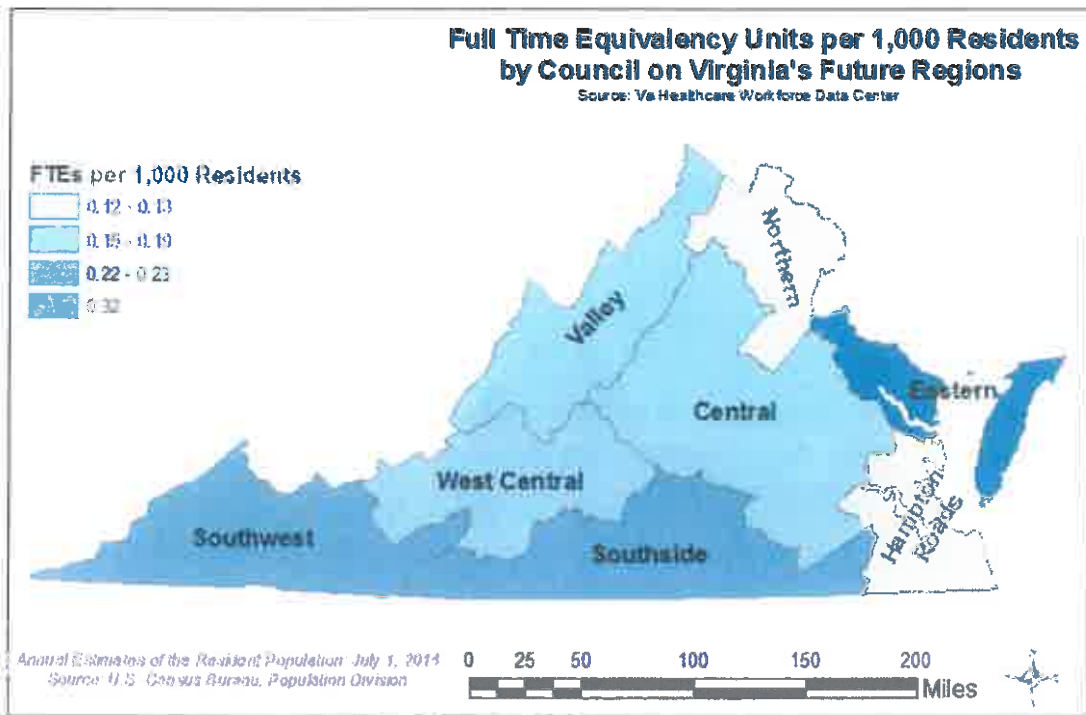 Full Time Equivalency Units per 1,000 Residents
by Council on Virginia's Future Regions
Source: Va Healthcare Workforce Data Center
FTEs per 1,000 Residents
0.12 - 0.13
0.15 - 0.19
0.22 - 0.23
0.32
Northern
Valley
Eastern
Central
West Central
Hampton
Roads
Southwest
Southside
Annual Estimates of the Resident Population: July 1,
Source: U.S. Census Bureau, Population Division
0 25 50 100 150 200
Miles